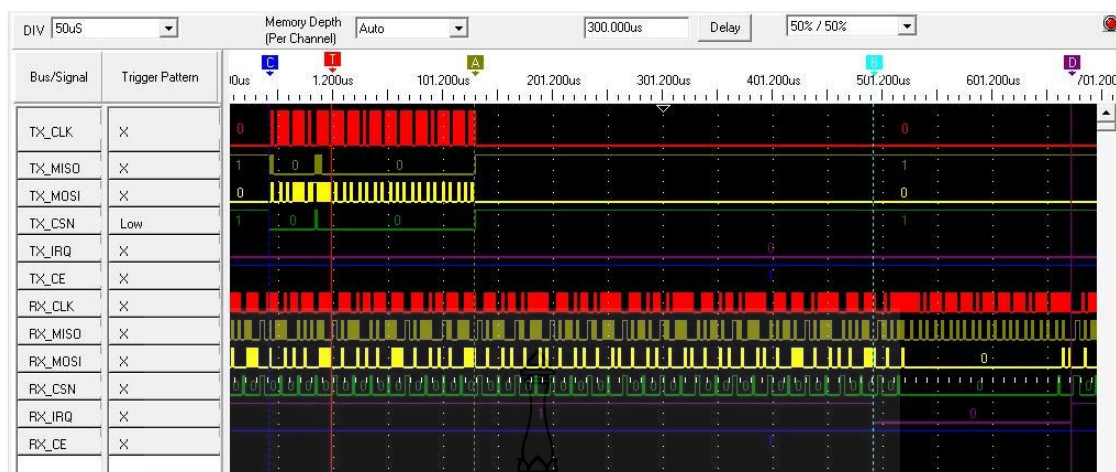 DIV 50uS Memory Depth (Per Channel) Auto 300.000us Delay 50% / 50%
C T A B D
Bus/Signal Trigger Pattern 1.200us 101.200us 201.200us 301.200us 401.200us 501.200us 601.200us
TX_CLK X 0 0
TX_MISO X 1 0 0 1
TX_MOSI X 0 0
TX_CSN Low 1 0 0 1
TX_IRQ X 0
TX_CE X
RX_CLK X
RX_MISO X
RX_MOSI X 0
RX_CSN X
RX_IRQ X 1 0
RX_CE X